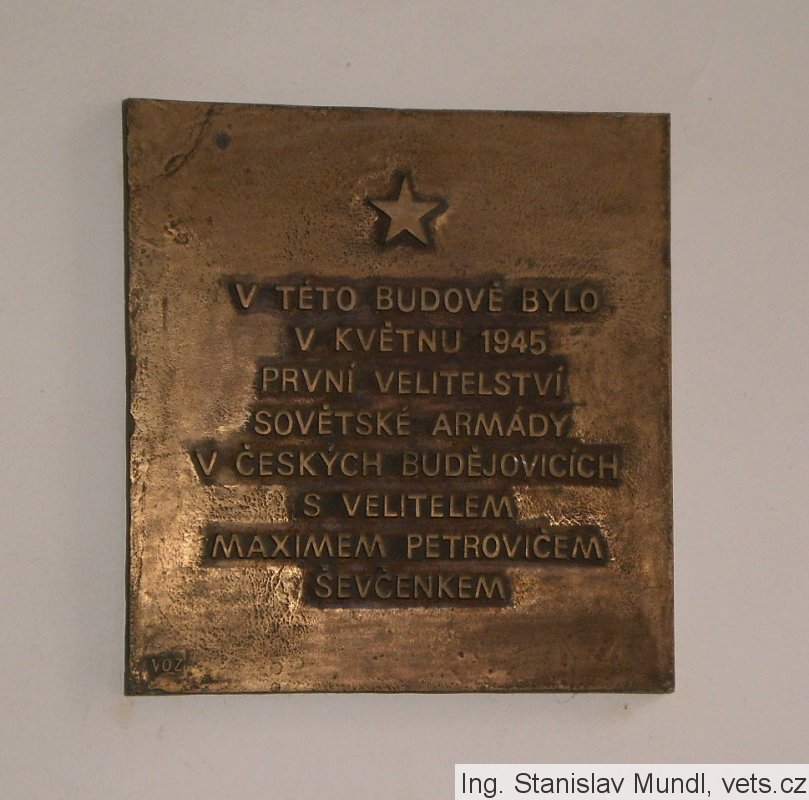 V TÉTO BUDOVĚ BYLO
V KVĚTNU 1945
PRVNÍ VELITELSTVÍ
SOVĚTSKÉ ARMÁDY
V ČESKÝCH BUDĚJOVICÍCH
S VELITELEM
MAXIMEM PETROVIČEM
ŠEVČENKEM
VOZ
Ing. Stanislav Mundl, vets.cz